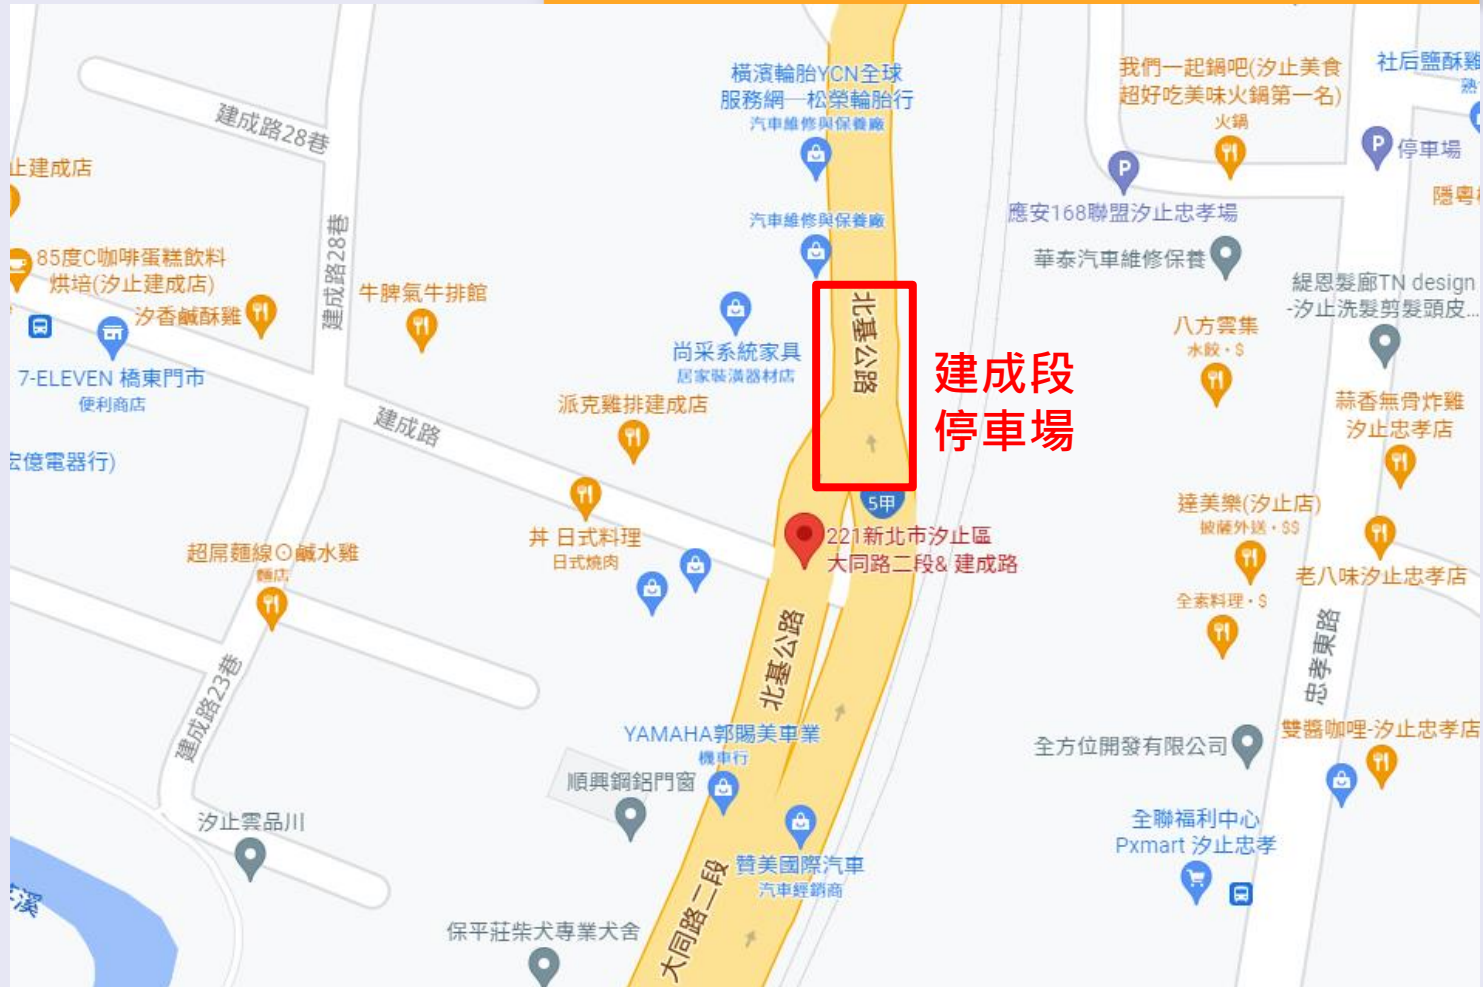 橫濱輪胎YCN全球
服務網─松榮輪胎行
汽車維修與保養廠
我們一起鍋吧(汐止美食
超好吃美味火鍋第一名)
火鍋
社后鹽酥雞
停車場
建成路28巷
止建成店
應安168聯盟汐止忠孝場
汽車維修與保養廠
建成路28巷
85度C咖啡蛋糕飲料
烘培(汐止建成店)
華泰汽車維修保養
緹恩髮廊TN design
-汐止洗髮剪髮頭皮...
牛脾氣牛排館
汐香鹹酥雞
北基公路
八方雲集
水餃・$
尚采系統家具
居家裝潢器材店
建成段
停車場
7-ELEVEN 橋東門市
便利商店
派克雞排建成店
建成路
蒜香無骨炸雞
汐止忠孝店
宏億電器行)
5甲
達美樂(汐止店)
披薩外送・$$
丼 日式料理
日式燒肉
221新北市汐止區
大同路二段& 建成路
超屌麵線⊙鹹水雞
麵店
老八味汐止忠孝店
全素料理・$
北基公路
忠孝東路
建成路23巷
YAMAHA郭賜美車業
機車行
全方位開發有限公司
雙醬咖哩-汐止忠孝店
順興鋼鋁門窗
汐止雲品川
全聯福利中心
Pxmart 汐止忠孝
贊美國際汽車
汽車經銷商
大同路二段
溪
保平莊柴犬專業犬舍